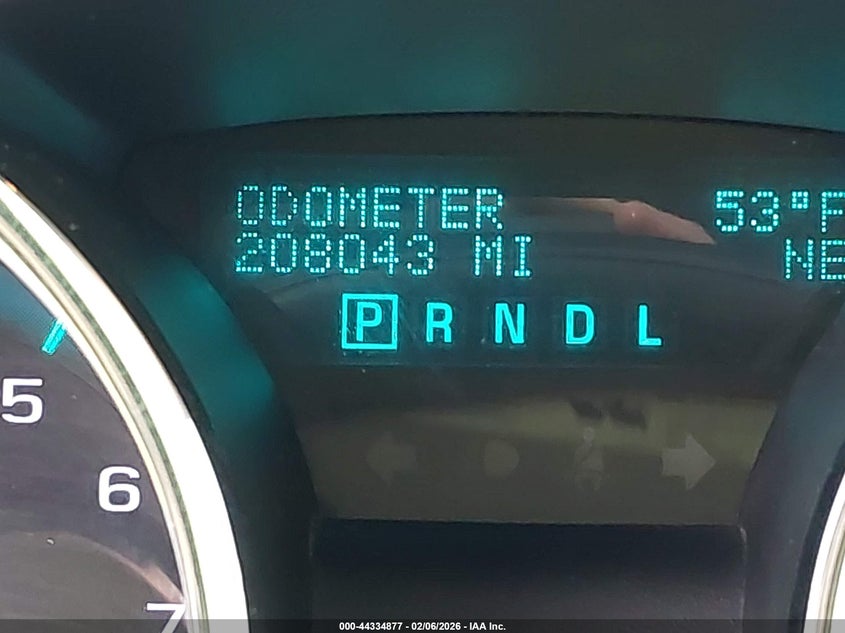 ODOMETER 53°F
208043 MI NE
P R N D L
5
6
7
000-44334877 - 02/06/2026 - IAA Inc.